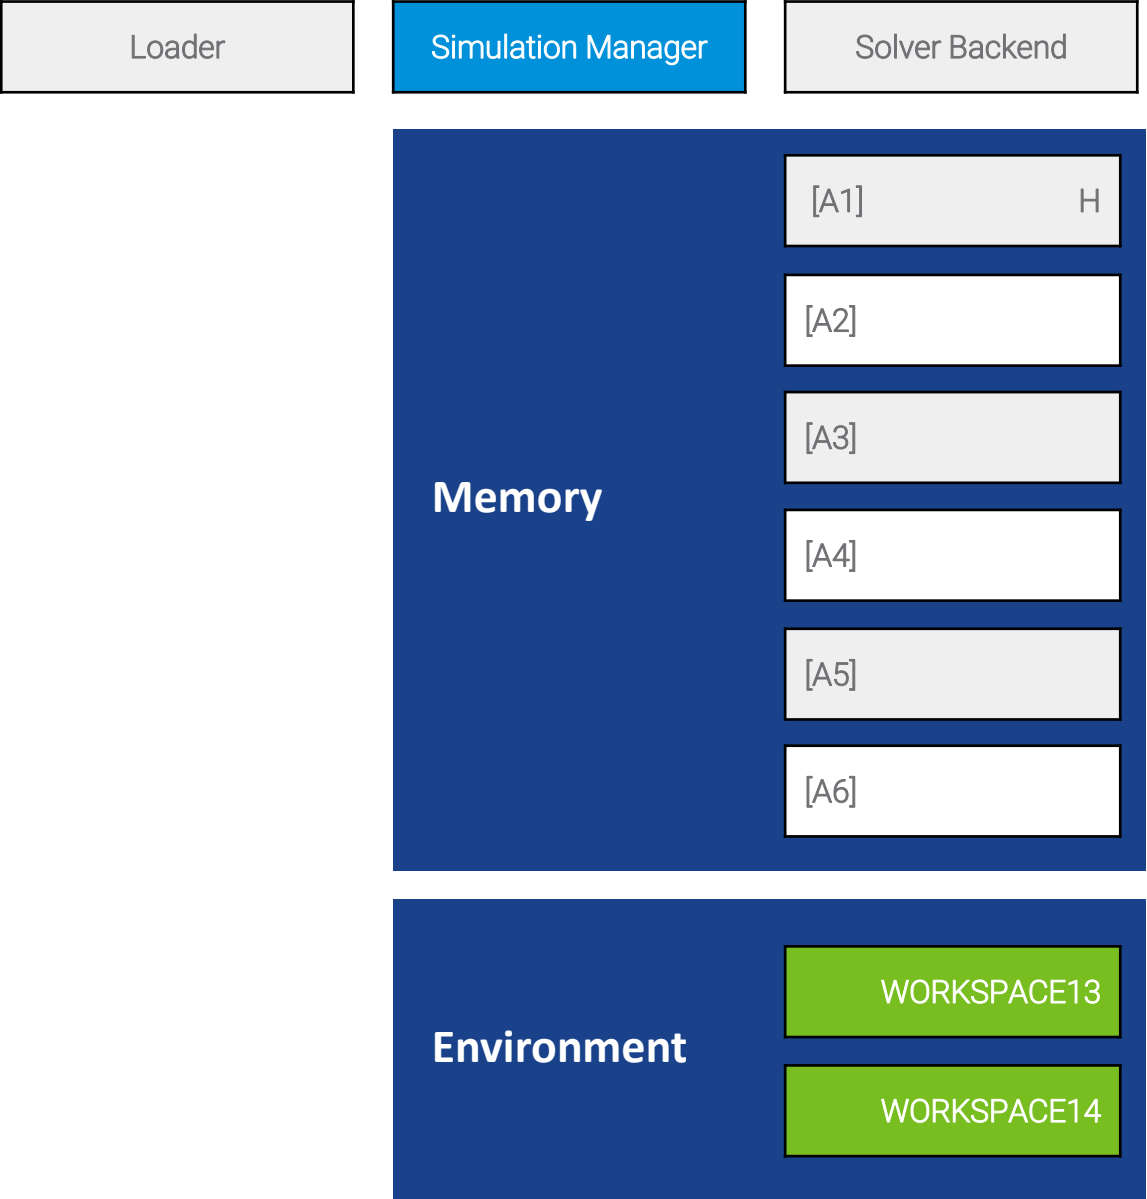 Loader
Simulation Manager
Solver Backend
[A1] H
[A2]
[A3]
Memory
[A4]
[A5]
[A6]
WORKSPACE13
Environment
WORKSPACE14